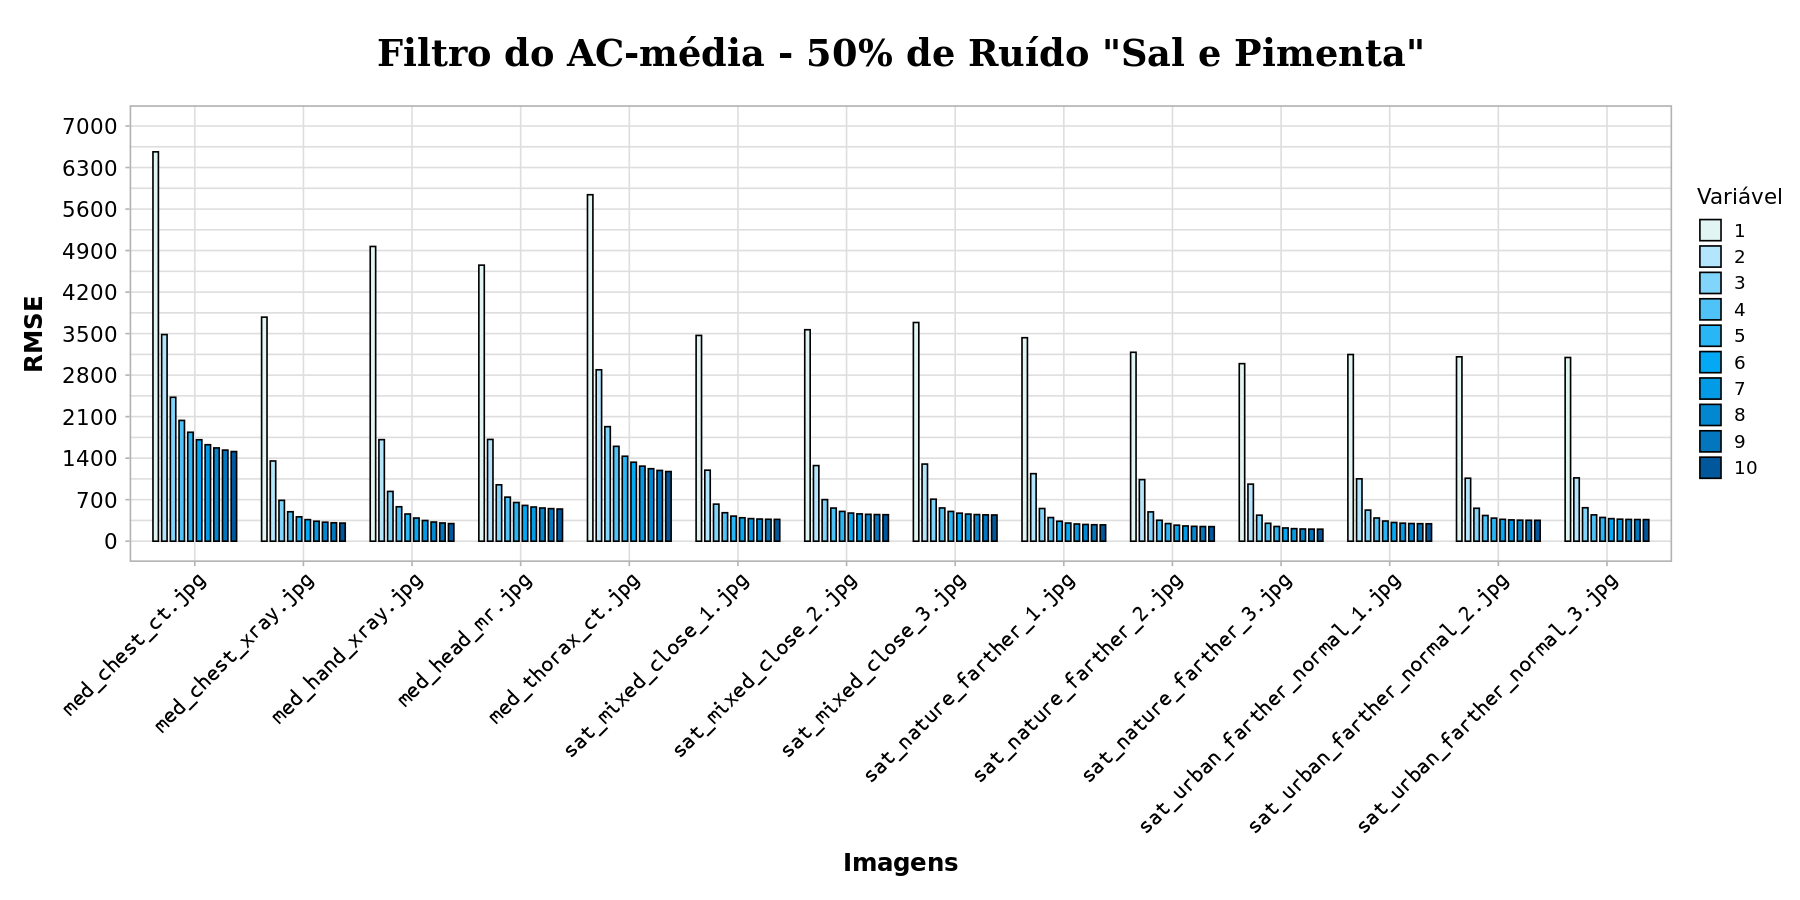 Filtro do AC-média - 50% de Ruído "Sal e Pimenta"
RMSE
7000
6300
5600
4900
4200
3500
2800
2100
1400
700
0
med_chest_ct.jpg
med_chest_xray.jpg
med_hand_xray.jpg
med_head_mr.jpg
med_thorax_ct.jpg
sat_mixed_close_1.jpg
sat_mixed_close_2.jpg
sat_mixed_close_3.jpg
sat_nature_farther_1.jpg
sat_nature_farther_2.jpg
sat_nature_farther_3.jpg
sat_urban_farther_normal_1.jpg
sat_urban_farther_normal_2.jpg
sat_urban_farther_normal_3.jpg
Imagens
Variável
1
2
3
4
5
6
7
8
9
10